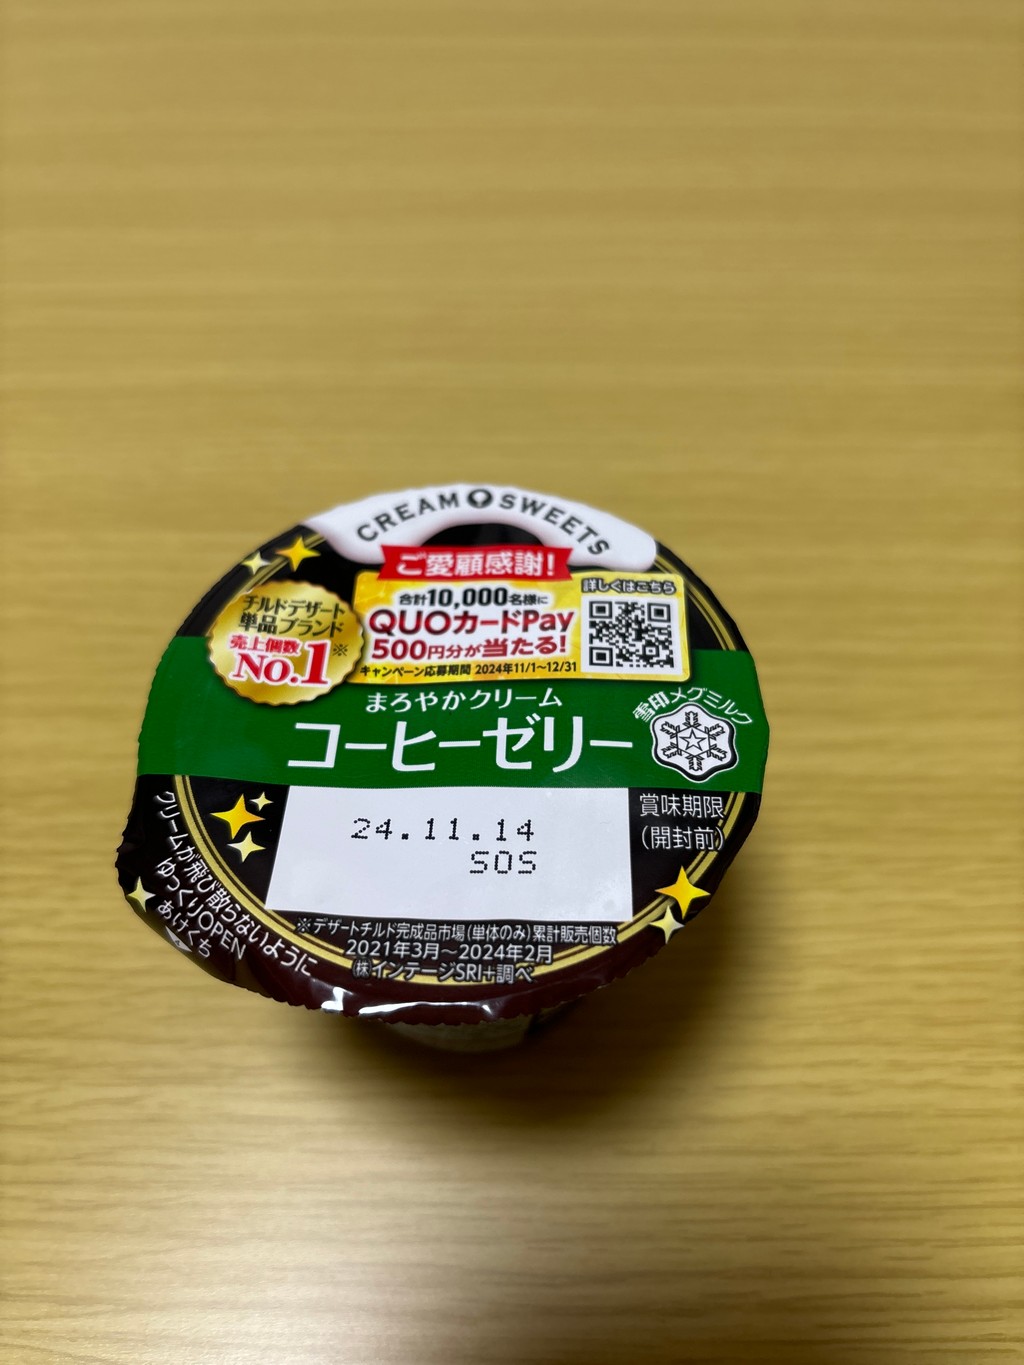 CREAM SWEETS
ご愛顧感謝!
合計10,000名様に
QUOカードPay
500円分が当たる!
キャンペーン応募期間 2024年11/1～12/31
詳しくはこちら
チルドデザート
単品ブランド
売上個数
No.1※
まろやかクリーム
コーヒーゼリー
雪印メグミルク
24.11.14
SOS
賞味期限
(開封前)
クリームが飛び散らないように
ゆっくりOPEN
あけくち
※デザートチルド完成品市場(単体のみ)累計販売個数
2021年3月～2024年2月
㈱インテージSRI+調べ